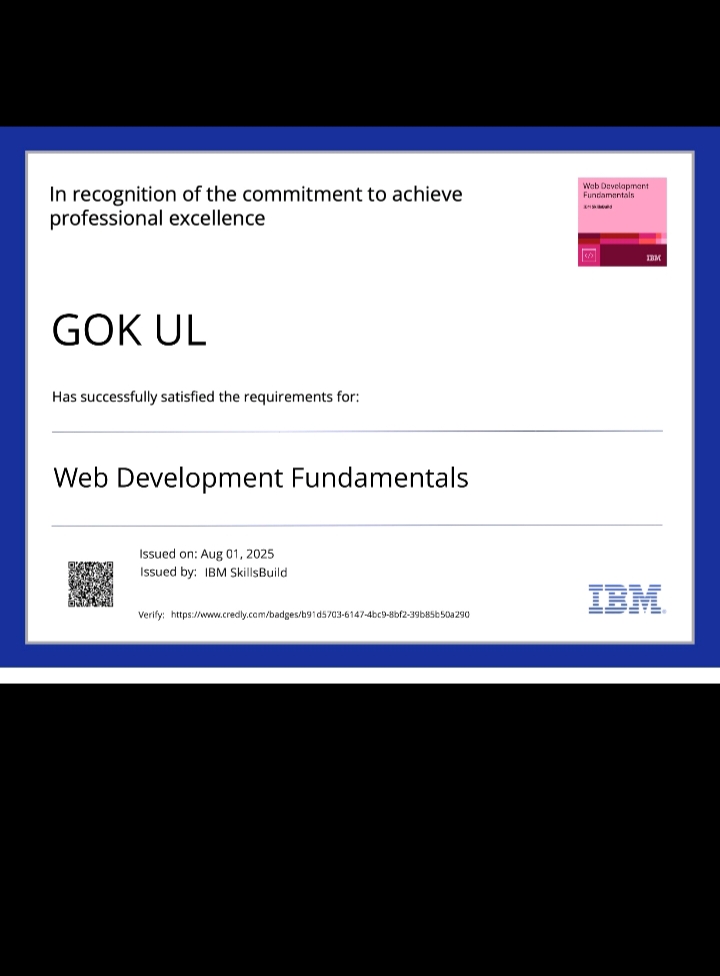 In recognition of the commitment to achieve
professional excellence
Web Development
Fundamentals
IBM
GOK UL
Has successfully satisfied the requirements for:
Web Development Fundamentals
Issued on: Aug 01, 2025
Issued by: IBM SkillsBuild
Verify: https://www.credly.com/badges/b91d5703-6147-4bc9-8bf2-39b85b50a290
IBM